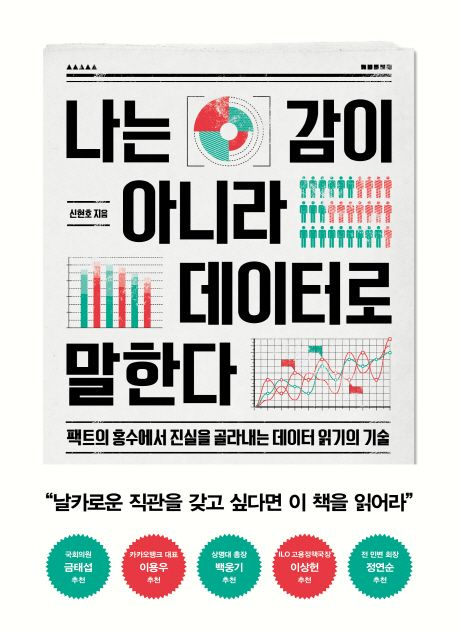 나는 감이
아니라
신현호 지음
데이터로
말한다
팩트의 홍수에서 진실을 골라내는 데이터 읽기의 기술
“날카로운 직관을 갖고 싶다면 이 책을 읽어라”
국회의원
금태섭
추천
카카오뱅크 대표
이용우
추천
상명대 총장
백웅기
추천
ILO 고용정책국장
이상헌
추천
전 민변 회장
정연순
추천